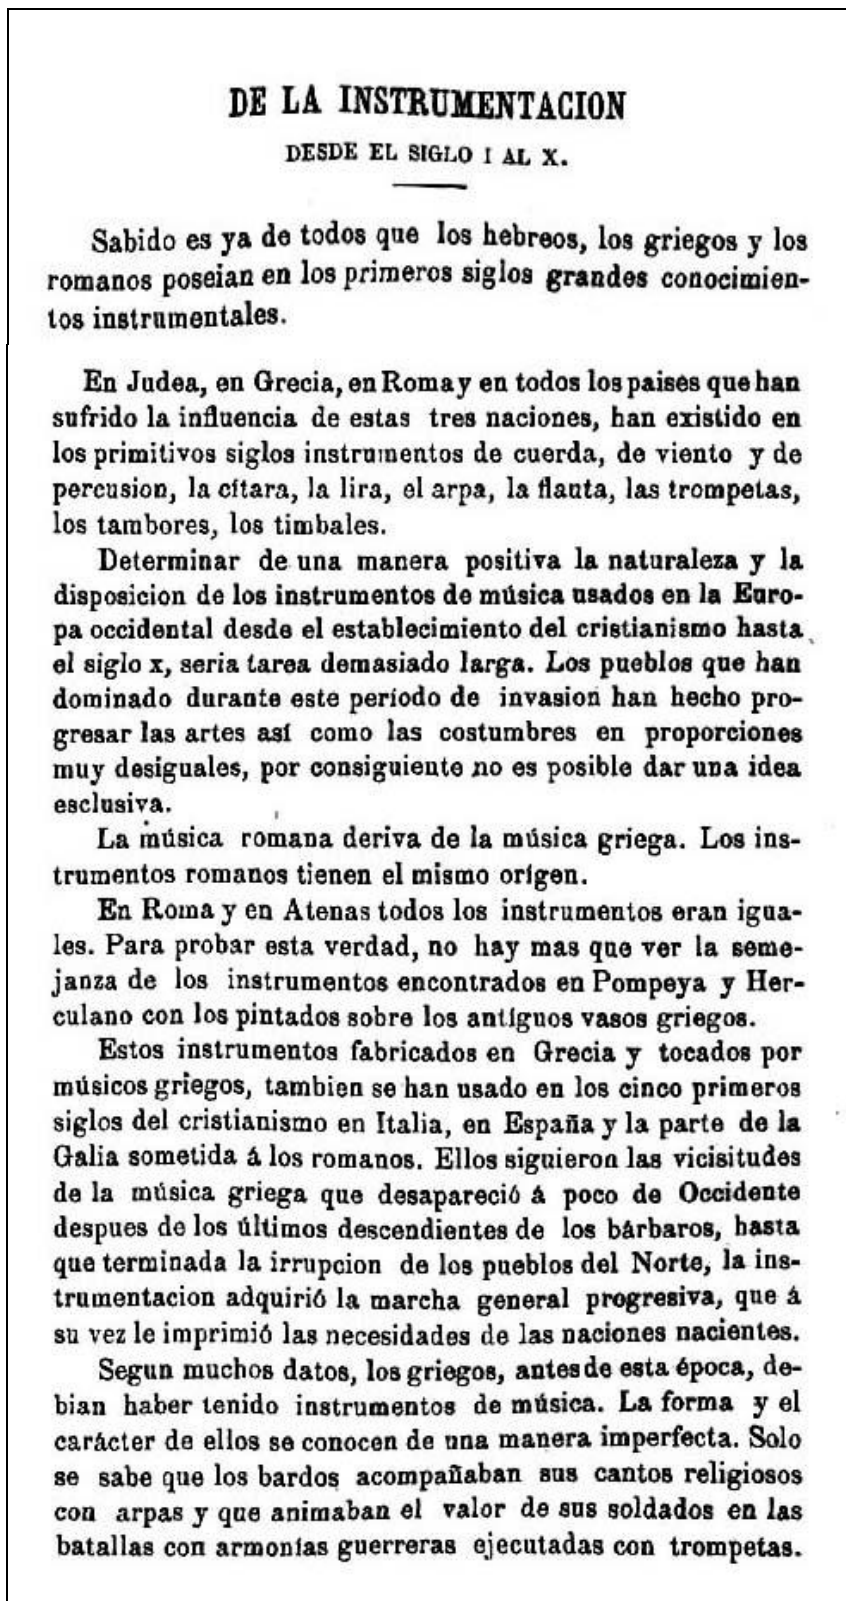 DE LA INSTRUMENTACION
DESDE EL SIGLO I AL X.
Sabido es ya de todos que los hebreos, los griegos y los
romanos poseian en los primeros siglos grandes conocimien-
tos instrumentales.
En Judea, en Grecia, en Roma y en todos los paises que han
sufrido la influencia de estas tres naciones, han existido en
los primitivos siglos instrumentos de cuerda, de viento y de
percusion, la cítara, la lira, el arpa, la flauta, las trompetas,
los tambores, los timbales.
Determinar de una manera positiva la naturaleza y la
disposicion de los instrumentos de música usados en la Euro-
pa occidental desde el establecimiento del cristianismo hasta
el siglo x, seria tarea demasiado larga. Los pueblos que han
dominado durante este período de invasion han hecho pro-
gresar las artes así como las costumbres en proporciones
muy desiguales, por consiguiente no es posible dar una idea
esclusiva.
La música romana deriva de la música griega. Los ins-
trumentos romanos tienen el mismo orígen.
En Roma y en Atenas todos los instrumentos eran igua-
les. Para probar esta verdad, no hay mas que ver la seme-
janza de los instrumentos encontrados en Pompeya y Her-
culano con los pintados sobre los antíguos vasos griegos.
Estos instrumentos fabricados en Grecia y tocados por
músicos griegos, tambien se han usado en los cinco primeros
siglos del cristianismo en Italia, en España y la parte de la
Galia sometida á los romanos. Ellos siguieron las vicisitudes
de la música griega que desapareció á poco de Occidente
despues de los últimos descendientes de los bárbaros, hasta
que terminada la irrupcion de los pueblos del Norte, la ins-
trumentacion adquirió la marcha general progresiva, que á
su vez le imprimió las necesidades de las naciones nacientes.
Segun muchos datos, los griegos, antes de esta época, de-
bian haber tenido instrumentos de música. La forma y el
carácter de ellos se conocen de una manera imperfecta. Solo
se sabe que los bardos acompañaban sus cantos religiosos
con arpas y que animaban el valor de sus soldados en las
batallas con armonías guerreras ejecutadas con trompetas.